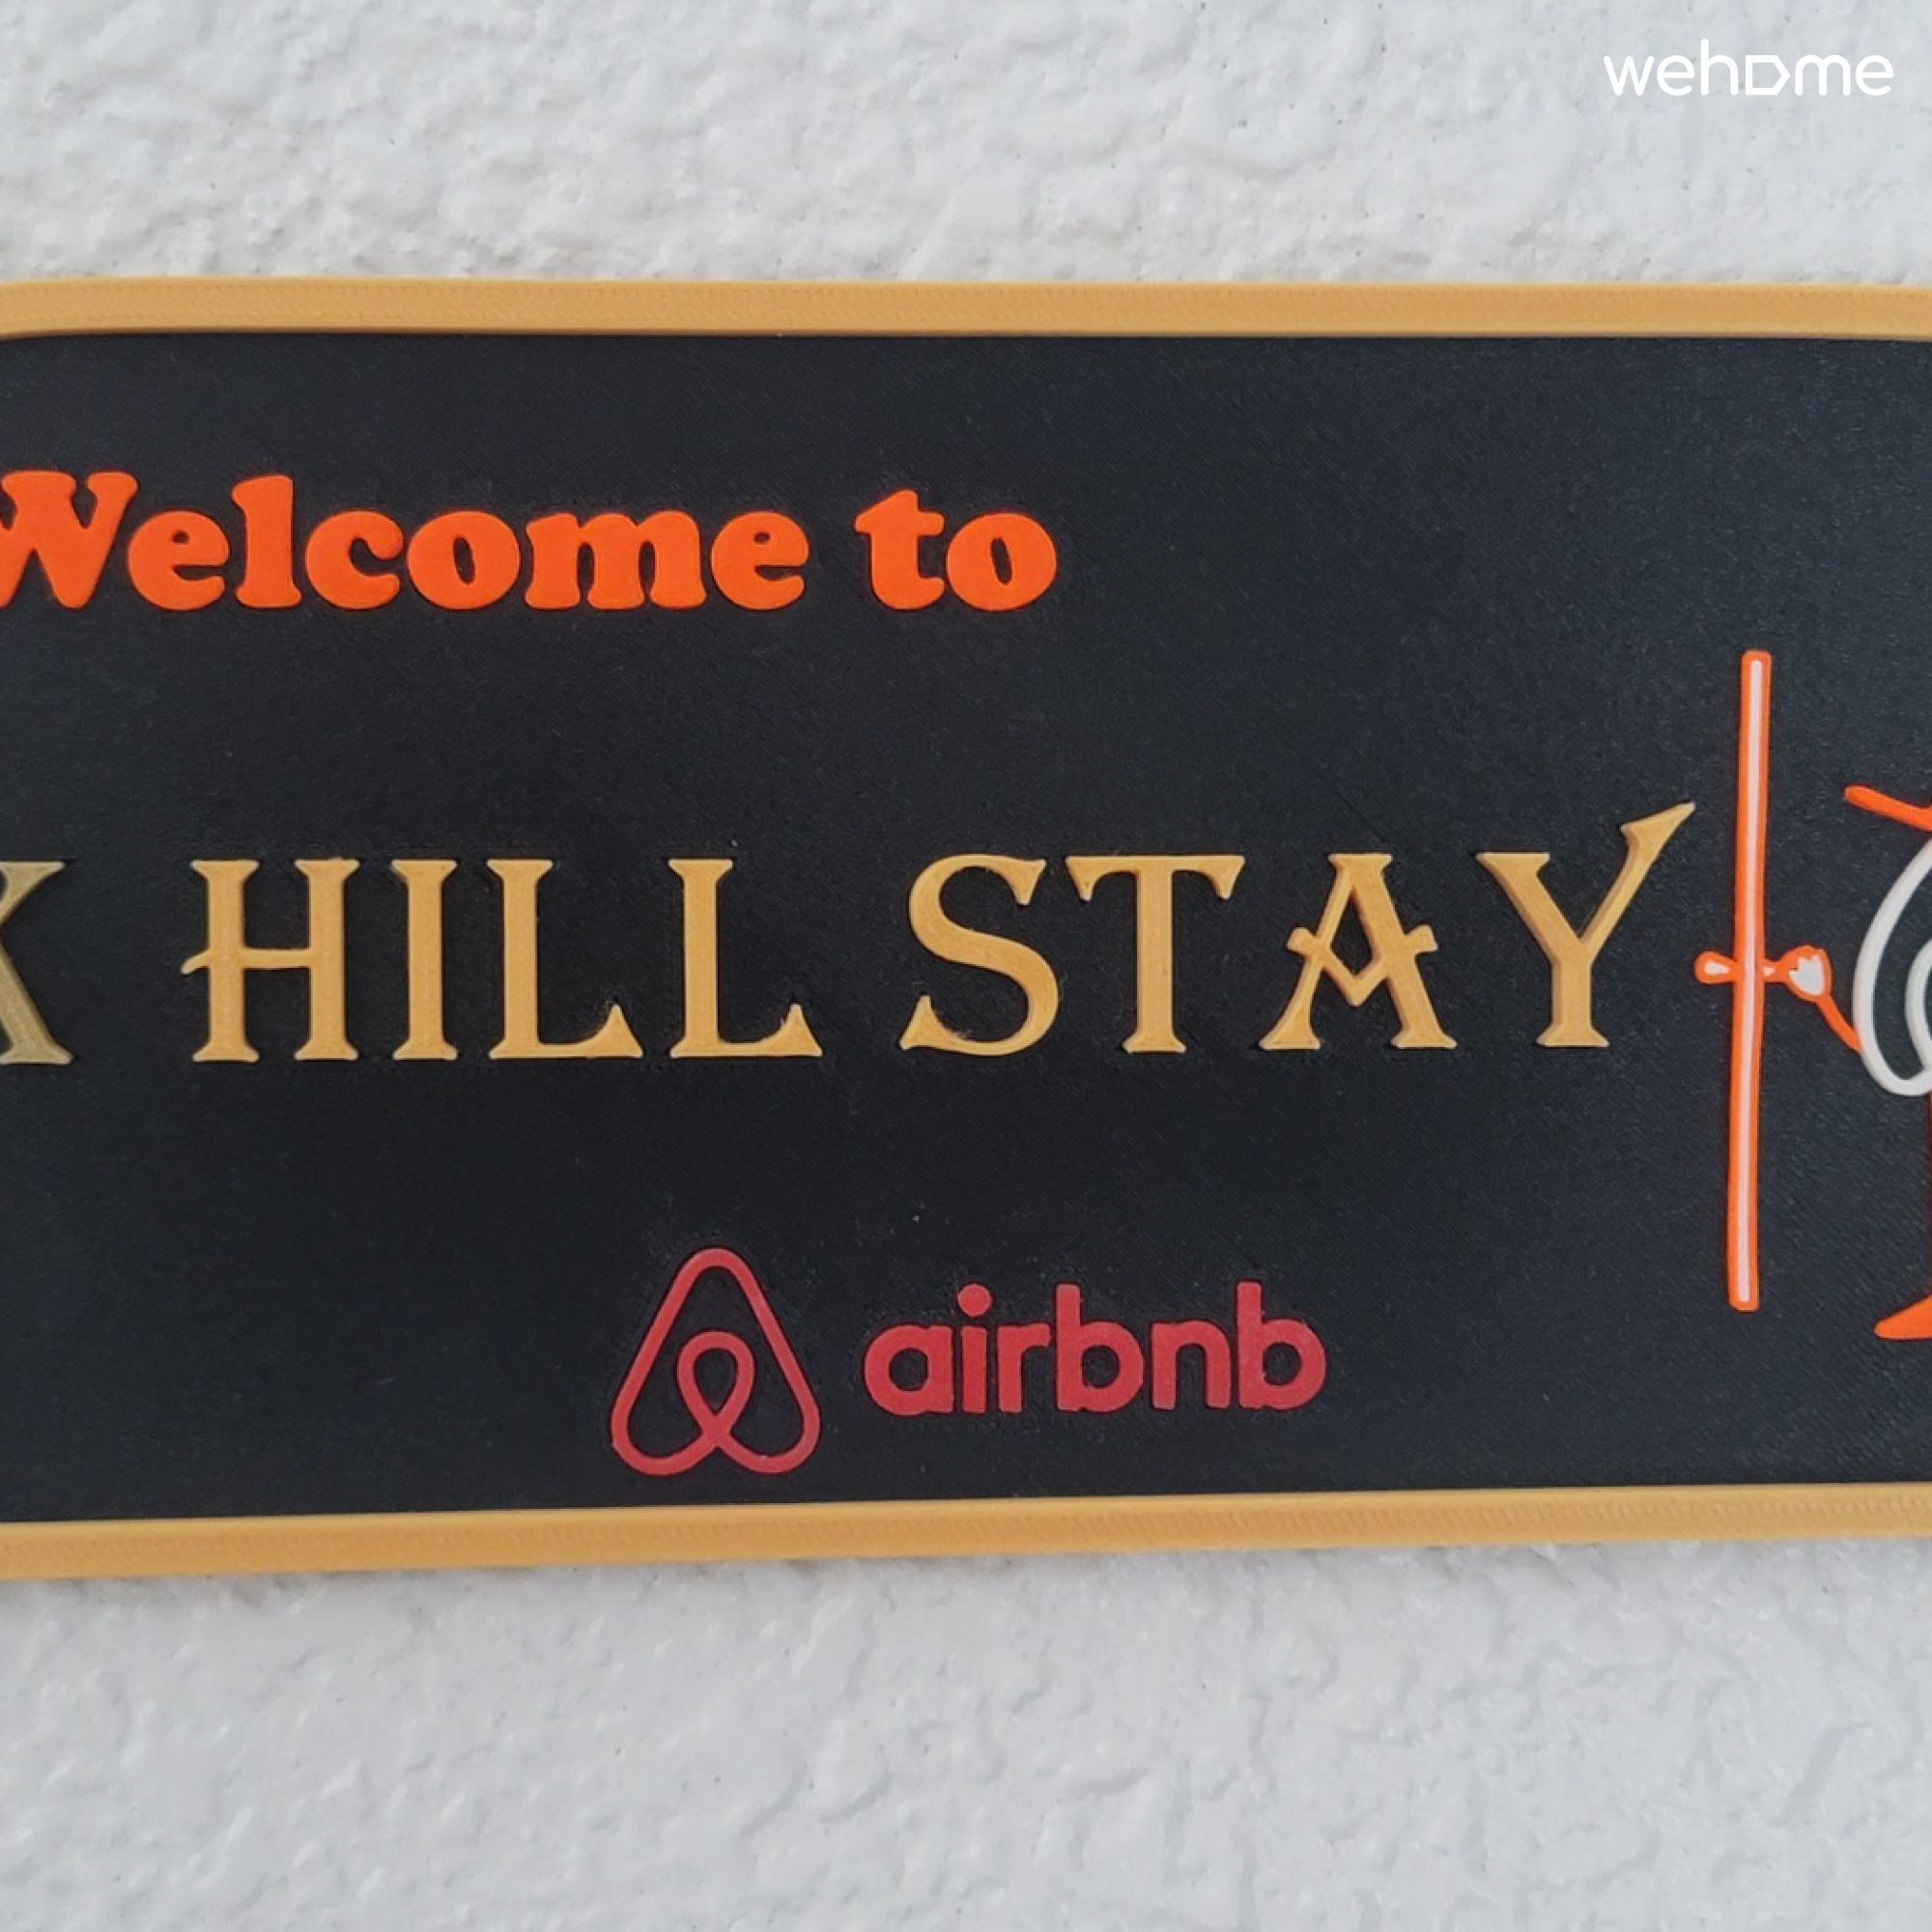 wehome
Welcome to
X HILL STAY
airbnb